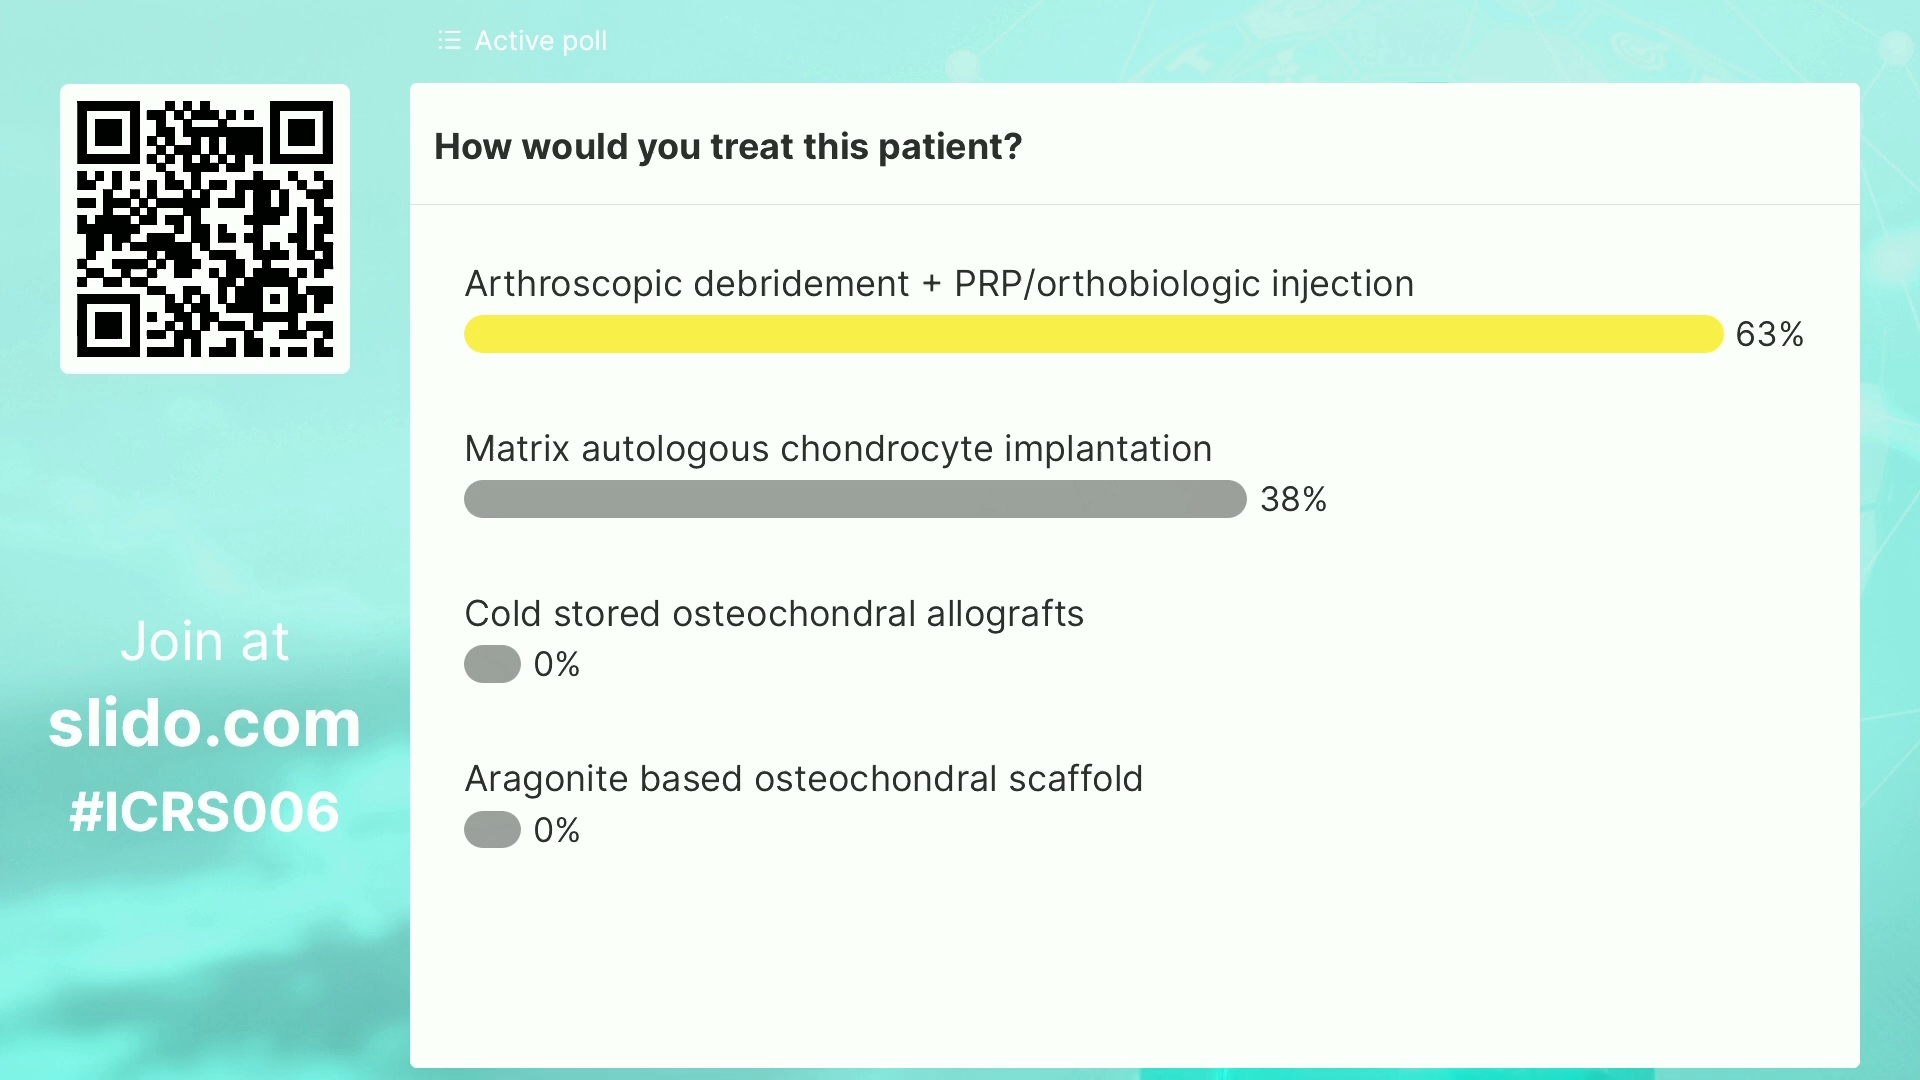 Active poll
How would you treat this patient?
Arthroscopic debridement + PRP/orthobiologic injection
63%
Matrix autologous chondrocyte implantation
38%
Cold stored osteochondral allografts
0%
Aragonite based osteochondral scaffold
0%
Join at
slido.com
#ICRS006